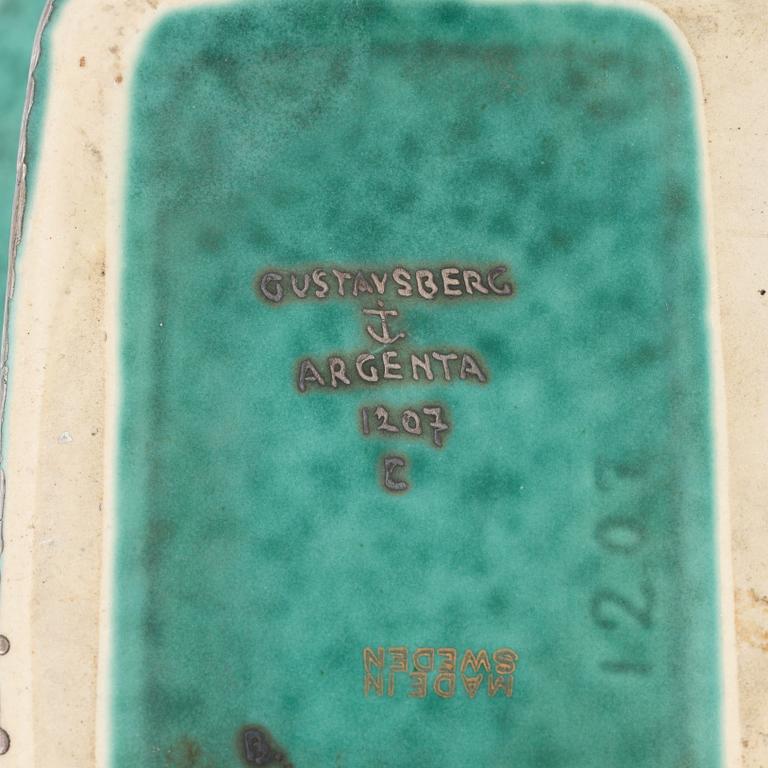 GUSTAVSBERG
ARGENTA
1207
MADE IN
SWEDEN
1207